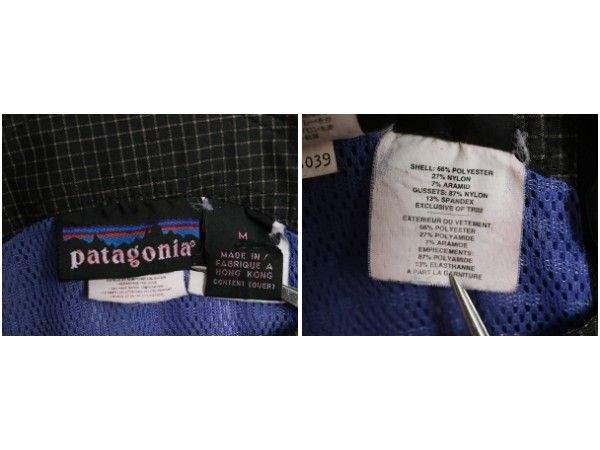 patagonia®
M
MADE IN /
FABRIQUE A
HONG KONG
CONTENT (OVER)
039
SHELL: 66% POLYESTER
27% NYLON
7% ARAMID
GUSSETS: 87% NYLON
13% SPANDEX
EXCLUSIVE OF TRIM
EXTERIEUR DU VETEMENT
66% POLYESTER
27% POLYAMIDE
7% ARAMIDE
EMPIECEMENTS:
87% POLYAMIDE
13% ELASTHANNE
A PART LA GARNITURE